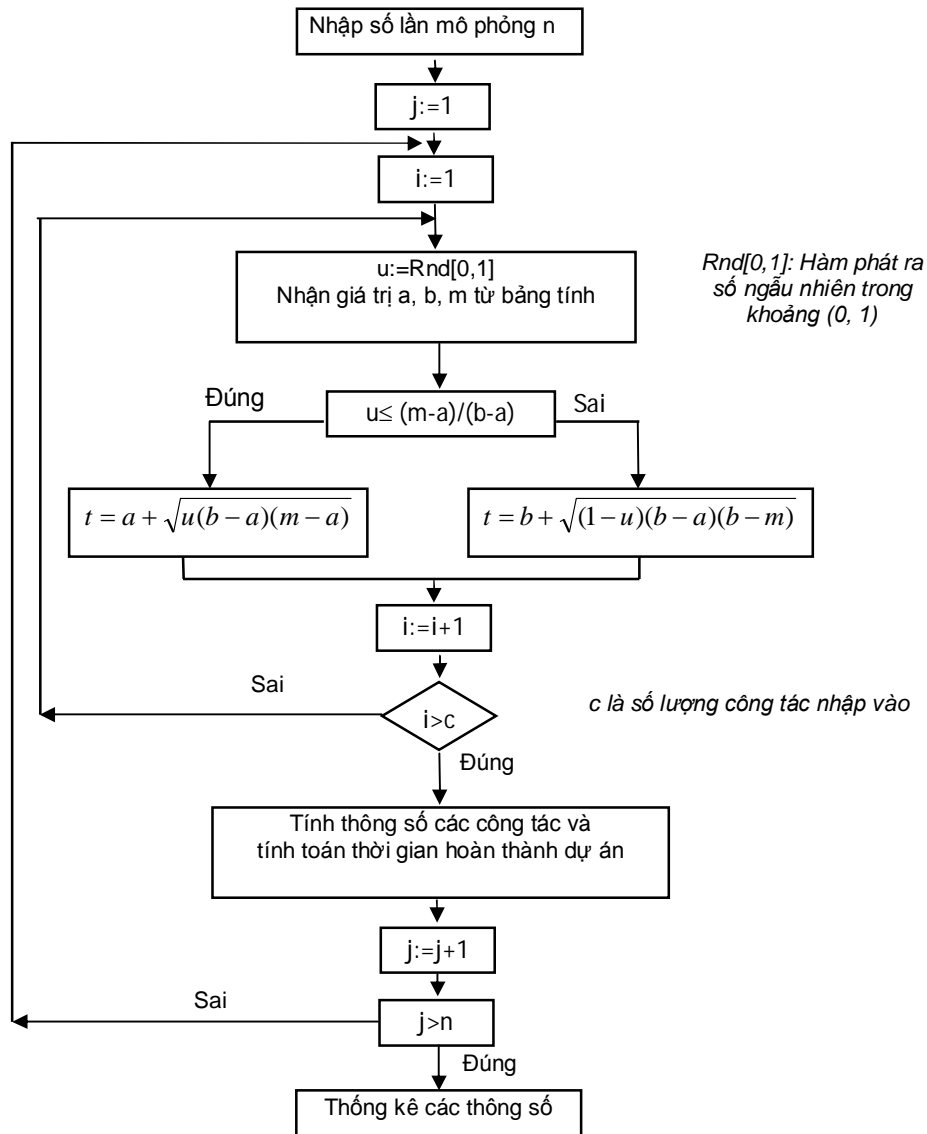 Nhập số lần mô phỏng n
j:=1
i:=1
u:=Rnd[0,1]
Nhận giá trị a, b, m từ bảng tính
Rnd[0,1]: Hàm phát ra
số ngẫu nhiên trong
khoảng (0, 1)
Đúng
u≤ (m-a)/(b-a)
Sai
t = a + √(u(b − a)(m − a))
t = b + √((1 − u)(b − a)(b − m))
i:=i+1
Sai
i>c
c là số lượng công tác nhập vào
Đúng
Tính thông số các công tác và
tính toán thời gian hoàn thành dự án
j:=j+1
Sai
j>n
Đúng
Thống kê các thông số